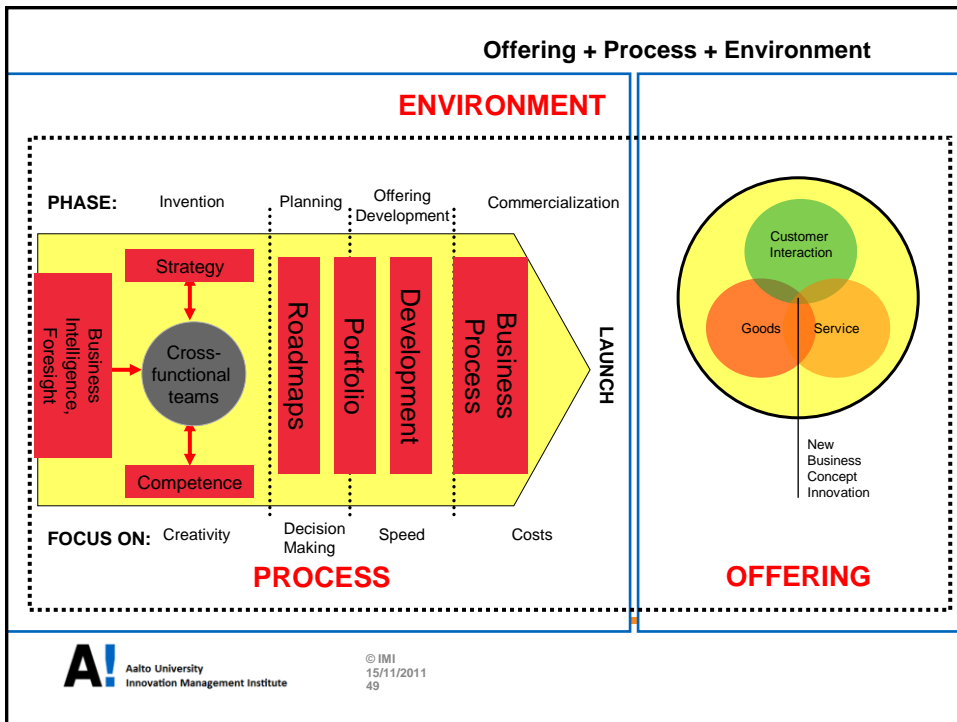 Offering + Process + Environment
ENVIRONMENT
PHASE:
Invention
Planning
Offering
Development
Commercialization
Strategy
Business
Intelligence,
Foresight
Cross-
functional
teams
Competence
Roadmaps
Portfolio
Development
Business
Process
LAUNCH
FOCUS ON:
Creativity
Decision
Making
Speed
Costs
PROCESS
Customer
Interaction
Goods
Service
New
Business
Concept
Innovation
OFFERING
A!
Aalto University
Innovation Management Institute
© IMI
15/11/2011
49